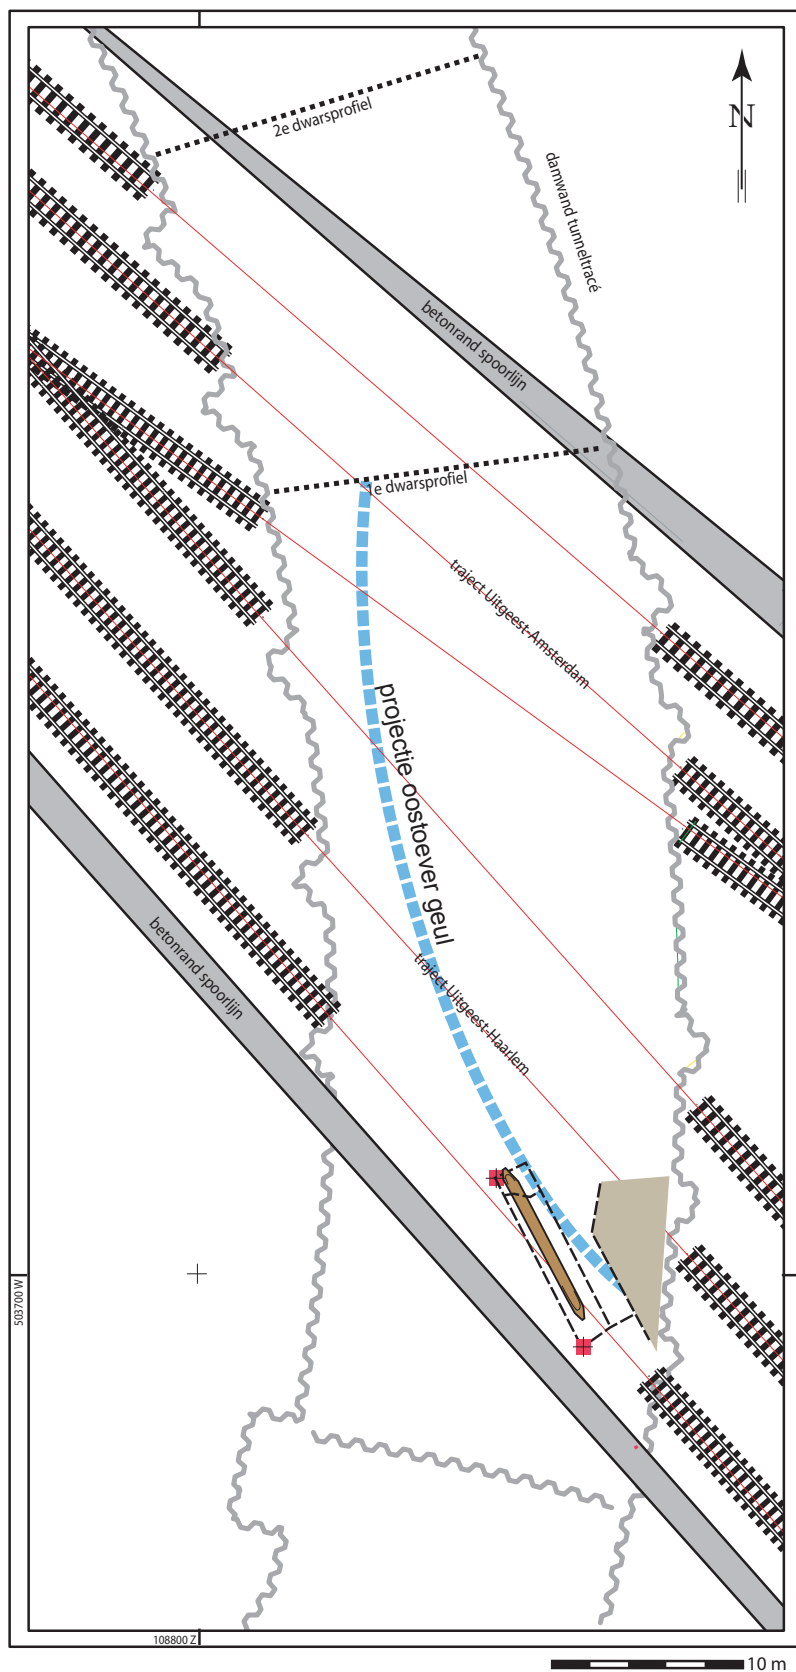 2e dwarsprofiel
N
damwand tunneltracé
betonrand spoorlijn
1e dwarsprofiel
traject Uitgeest-Amsterdam
projectie oostoever geul
betonrand spoorlijn
traject Uitgeest-Haarlem
503700 W
108800 Z
10 m